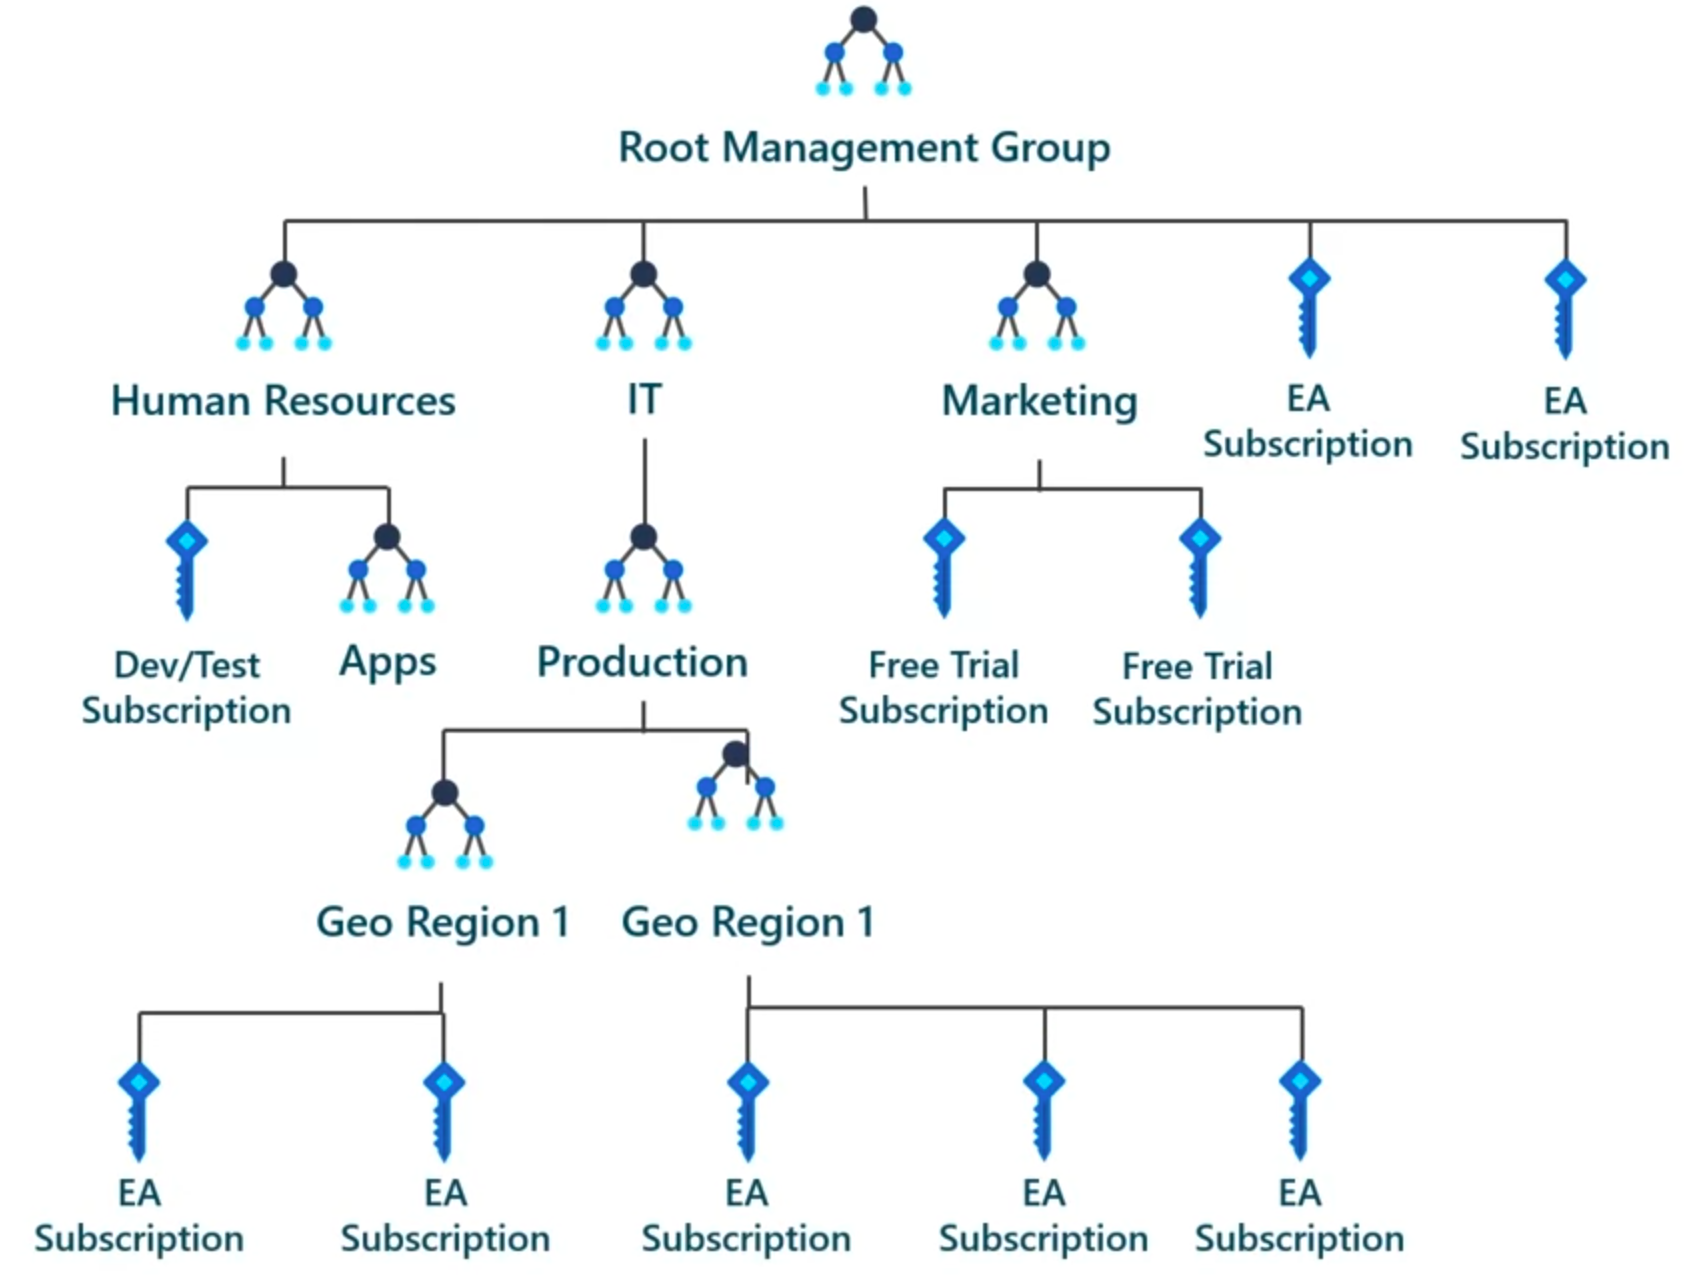 Root Management Group
Human Resources
IT
Marketing
EA
Subscription
EA
Subscription
Dev/Test
Subscription
Apps
Production
Free Trial
Subscription
Free Trial
Subscription
Geo Region 1
Geo Region 1
EA
Subscription
EA
Subscription
EA
Subscription
EA
Subscription
EA
Subscription